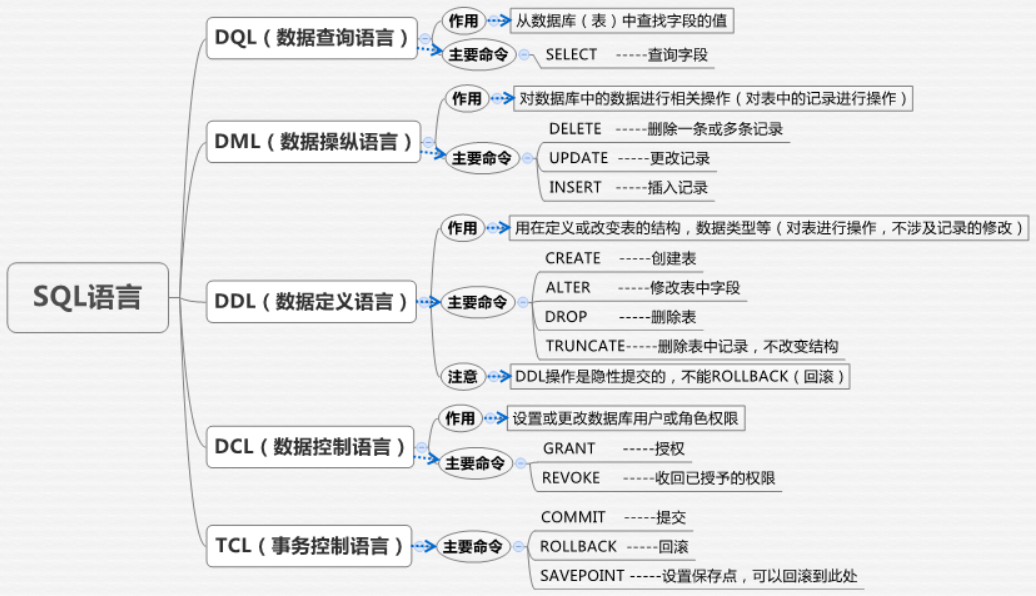 SQL语言
DQL（数据查询语言）
作用
从数据库（表）中查找字段的值
主要命令
SELECT -----查询字段
DML（数据操纵语言）
作用
对数据库中的数据进行相关操作（对表中的记录进行操作）
主要命令
DELETE -----删除一条或多条记录
UPDATE -----更改记录
INSERT -----插入记录
DDL（数据定义语言）
作用
用在定义或改变表的结构，数据类型等（对表进行操作，不涉及记录的修改）
主要命令
CREATE -----创建表
ALTER -----修改表中字段
DROP -----删除表
TRUNCATE-----删除表中记录，不改变结构
注意
DDL操作是隐性提交的，不能ROLLBACK（回滚）
DCL（数据控制语言）
作用
设置或更改数据库用户或角色权限
主要命令
GRANT -----授权
REVOKE -----收回已授予的权限
TCL（事务控制语言）
主要命令
COMMIT -----提交
ROLLBACK -----回滚
SAVEPOINT -----设置保存点，可以回滚到此处